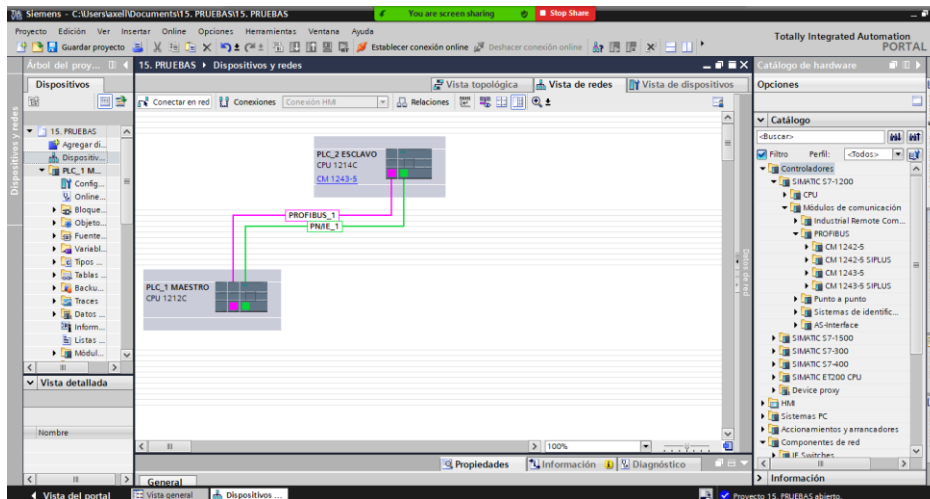 Siemens - C:\Users\axell\Documents\15. PRUEBAS\15. PRUEBAS
You are screen sharing
Stop Share
Proyecto Edición Ver Insertar Online Opciones Herramientas Ventana Ayuda
Totally Integrated Automation
PORTAL
Guardar proyecto
Establecer conexión online
Deshacer conexión online
Árbol del proy...
15. PRUEBAS ▸ Dispositivos y redes
Catálogo de hardware
Dispositivos
Vista topológica
Vista de redes
Vista de dispositivos
Opciones
Conectar en red
Conexiones
Conexión HMI
Relaciones
Dispositivos y redes
15. PRUEBAS
Agregar di...
Dispositiv...
PLC_1 M...
Config...
Online...
Bloque...
Objeto...
Fuente...
Variabl...
Tipos ...
Tablas ...
Backu...
Traces
Datos ...
Inform...
Listas ...
Módul...
Vista detallada
Nombre
PLC_2 ESCLAVO
CPU 1214C
CM 1243-5
PROFIBUS_1
PN/IE_1
PLC_1 MAESTRO
CPU 1212C
Datos de red
100%
Propiedades
Información
Diagnóstico
General
Catálogo
<Buscar>
Filtro
Perfil:
<Todos>
Controladores
SIMATIC S7-1200
CPU
Módulos de comunicación
Industrial Remote Com...
PROFIBUS
CM 1242-5
CM 1242-5 SIPLUS
CM 1243-5
CM 1243-5 SIPLUS
Punto a punto
Sistemas de identific...
AS-Interface
SIMATIC S7-1500
SIMATIC S7-300
SIMATIC S7-400
SIMATIC ET200 CPU
Device proxy
HMI
Sistemas PC
Accionamientos y arrancadores
Componentes de red
IE Switches
Información
Vista del portal
Vista general
Dispositivos ...
Proyecto 15. PRUEBAS abierto.